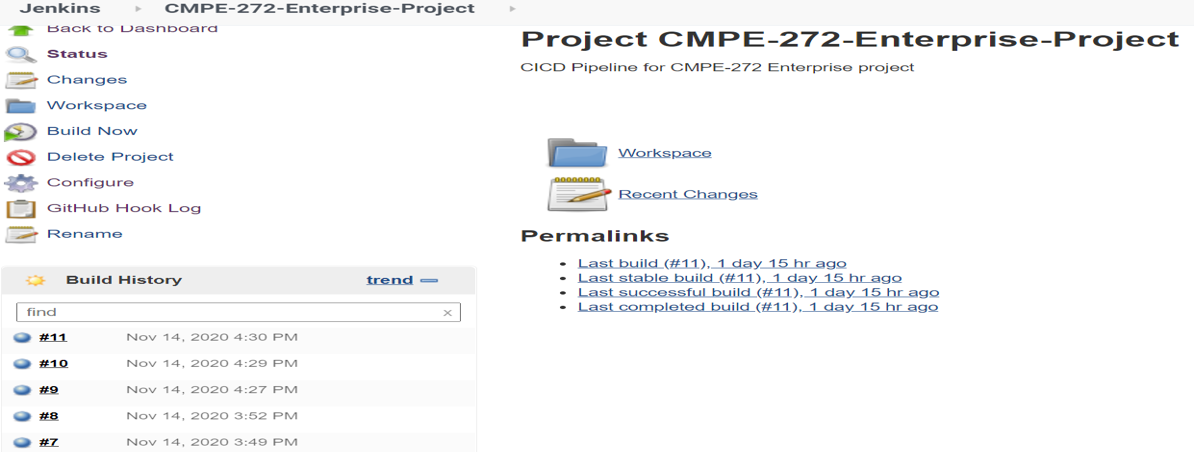 Jenkins CMPE-272-Enterprise-Project
Back to Dashboard
Status
Changes
Workspace
Build Now
Delete Project
Configure
GitHub Hook Log
Rename
Build History trend
find
#11 Nov 14, 2020 4:30 PM
#10 Nov 14, 2020 4:29 PM
#9 Nov 14, 2020 4:27 PM
#8 Nov 14, 2020 3:52 PM
#7 Nov 14, 2020 3:49 PM
Project CMPE-272-Enterprise-Project
CICD Pipeline for CMPE-272 Enterprise project
Workspace
Recent Changes
Permalinks
Last build (#11), 1 day 15 hr ago
Last stable build (#11), 1 day 15 hr ago
Last successful build (#11), 1 day 15 hr ago
Last completed build (#11), 1 day 15 hr ago